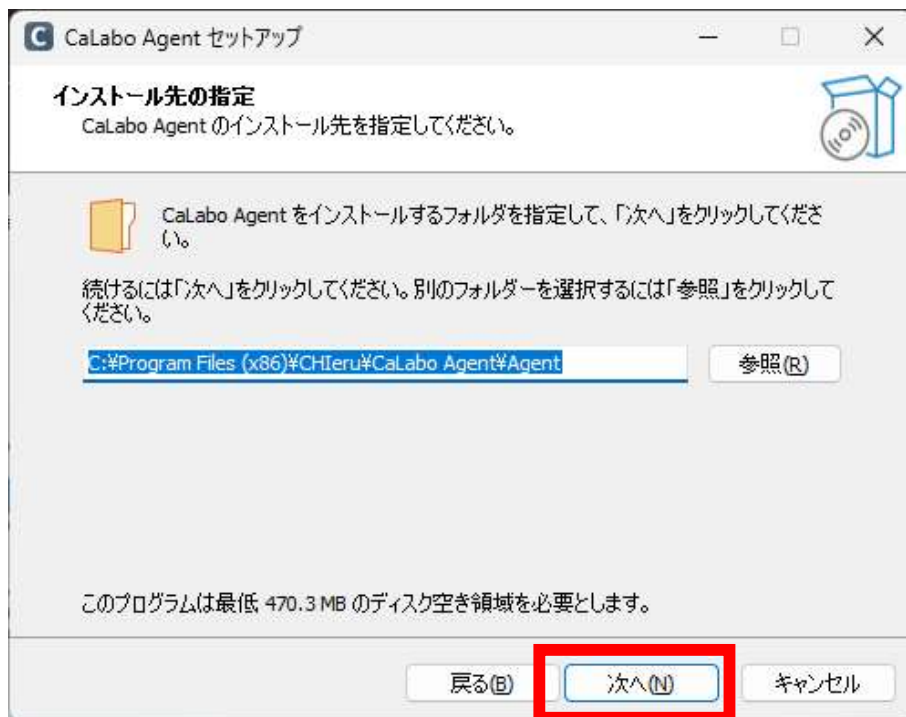 CaLabo Agent セットアップ
インストール先の指定
CaLabo Agent のインストール先を指定してください。
CaLabo Agent をインストールするフォルダを指定して、「次へ」をクリックしてくださ
い。
続けるには「次へ」をクリックしてください。別のフォルダーを選択するには「参照」をクリックして
ください。
C:¥Program Files (x86)¥CHIeru¥CaLabo Agent¥Agent
参照(R)
このプログラムは最低 470.3 MB のディスク空き領域を必要とします。
戻る(B)
次へ(N)
キャンセル